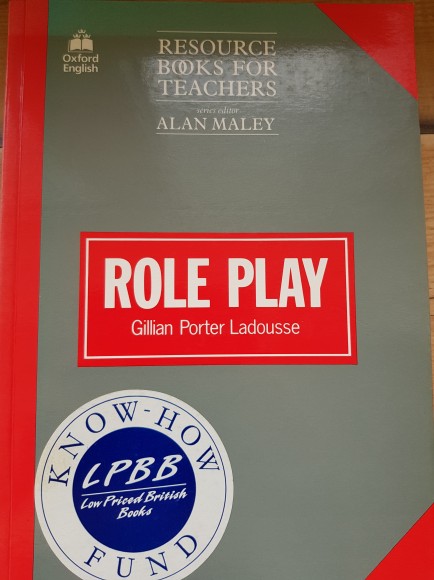 Oxford
English
RESOURCE
BOOKS FOR
TEACHERS
series editor
ALAN MALEY
ROLE PLAY
Gillian Porter Ladousse
KNOW-HOW
LPBB
Low Priced British
Books
FUND